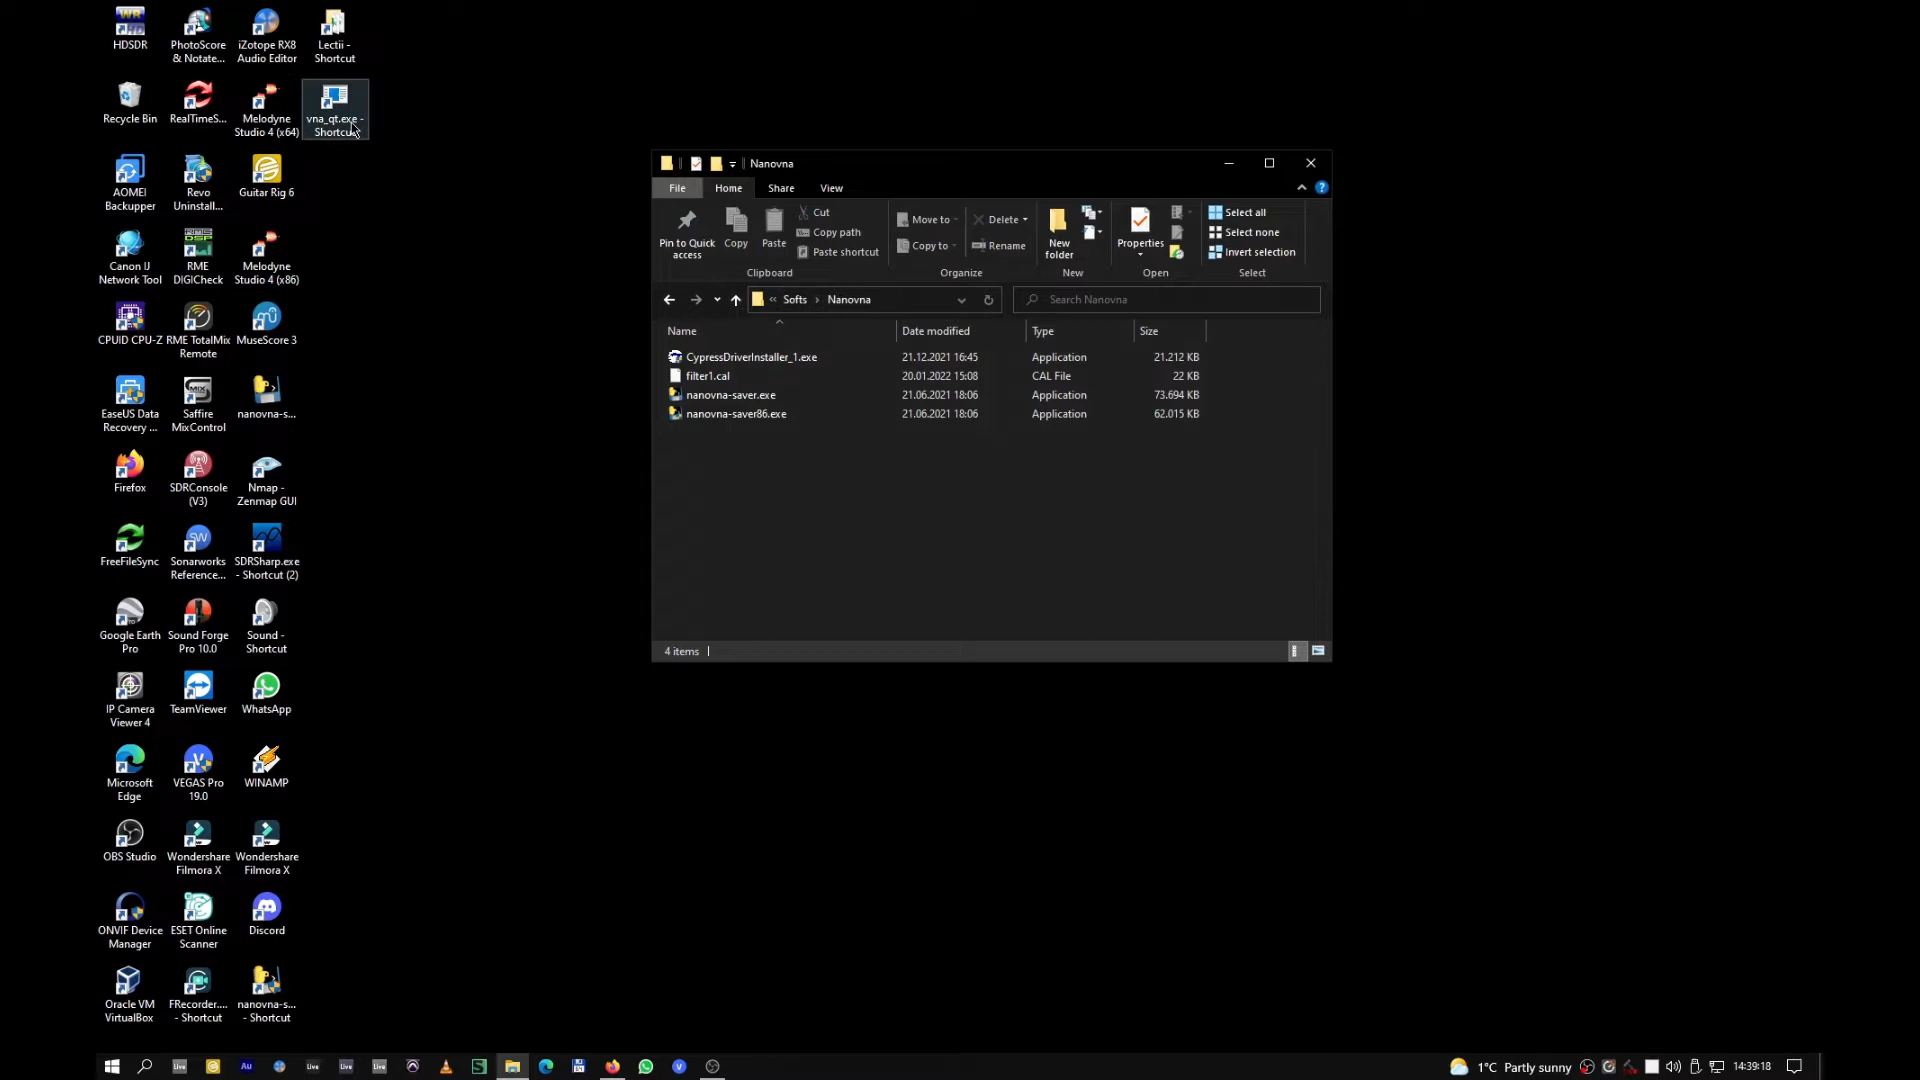 HDSDR
PhotoScore
& Notate...
iZotope RX8
Audio Editor
Lectii -
Shortcut
Recycle Bin
RealTimeS...
Melodyne
Studio 4 (x64)
vna_qt.exe -
Shortcut
AOMEI
Backupper
Revo
Uninstall...
Guitar Rig 6
Canon IJ
Network Tool
RME
DIGICheck
Melodyne
Studio 4 (x86)
CPUID CPU-Z
RME TotalMix
Remote
MuseScore 3
EaseUS Data
Recovery ...
Saffire
MixControl
nanovna-s...
Firefox
SDRConsole
(V3)
Nmap -
Zenmap GUI
FreeFileSync
Sonarworks
Reference...
SDRSharp.exe
- Shortcut (2)
Google Earth
Pro
Sound Forge
Pro 10.0
Sound -
Shortcut
IP Camera
Viewer 4
TeamViewer
WhatsApp
Microsoft
Edge
VEGAS Pro
19.0
WINAMP
OBS Studio
Wondershare
Filmora X
Wondershare
Filmora X
ONVIF Device
Manager
ESET Online
Scanner
Discord
Oracle VM
VirtualBox
FRecorder....
- Shortcut
nanovna-s...
- Shortcut
Nanovna
File Home Share View
Pin to Quick
access
Copy
Paste
Cut
Copy path
Paste shortcut
Clipboard
Move to
Copy to
Delete
Rename
Organize
New
folder
New
Properties
Open
Select all
Select none
Invert selection
Select
« Softs › Nanovna
Search Nanovna
Name Date modified Type Size
CypressDriverInstaller_1.exe 21.12.2021 16:45 Application 21.212 KB
filter1.cal 20.01.2022 15:08 CAL File 22 KB
nanovna-saver.exe 21.06.2021 18:06 Application 73.694 KB
nanovna-saver86.exe 21.06.2021 18:06 Application 62.015 KB
4 items
Live Au Live Live Live
1°C Partly sunny 14:39:18